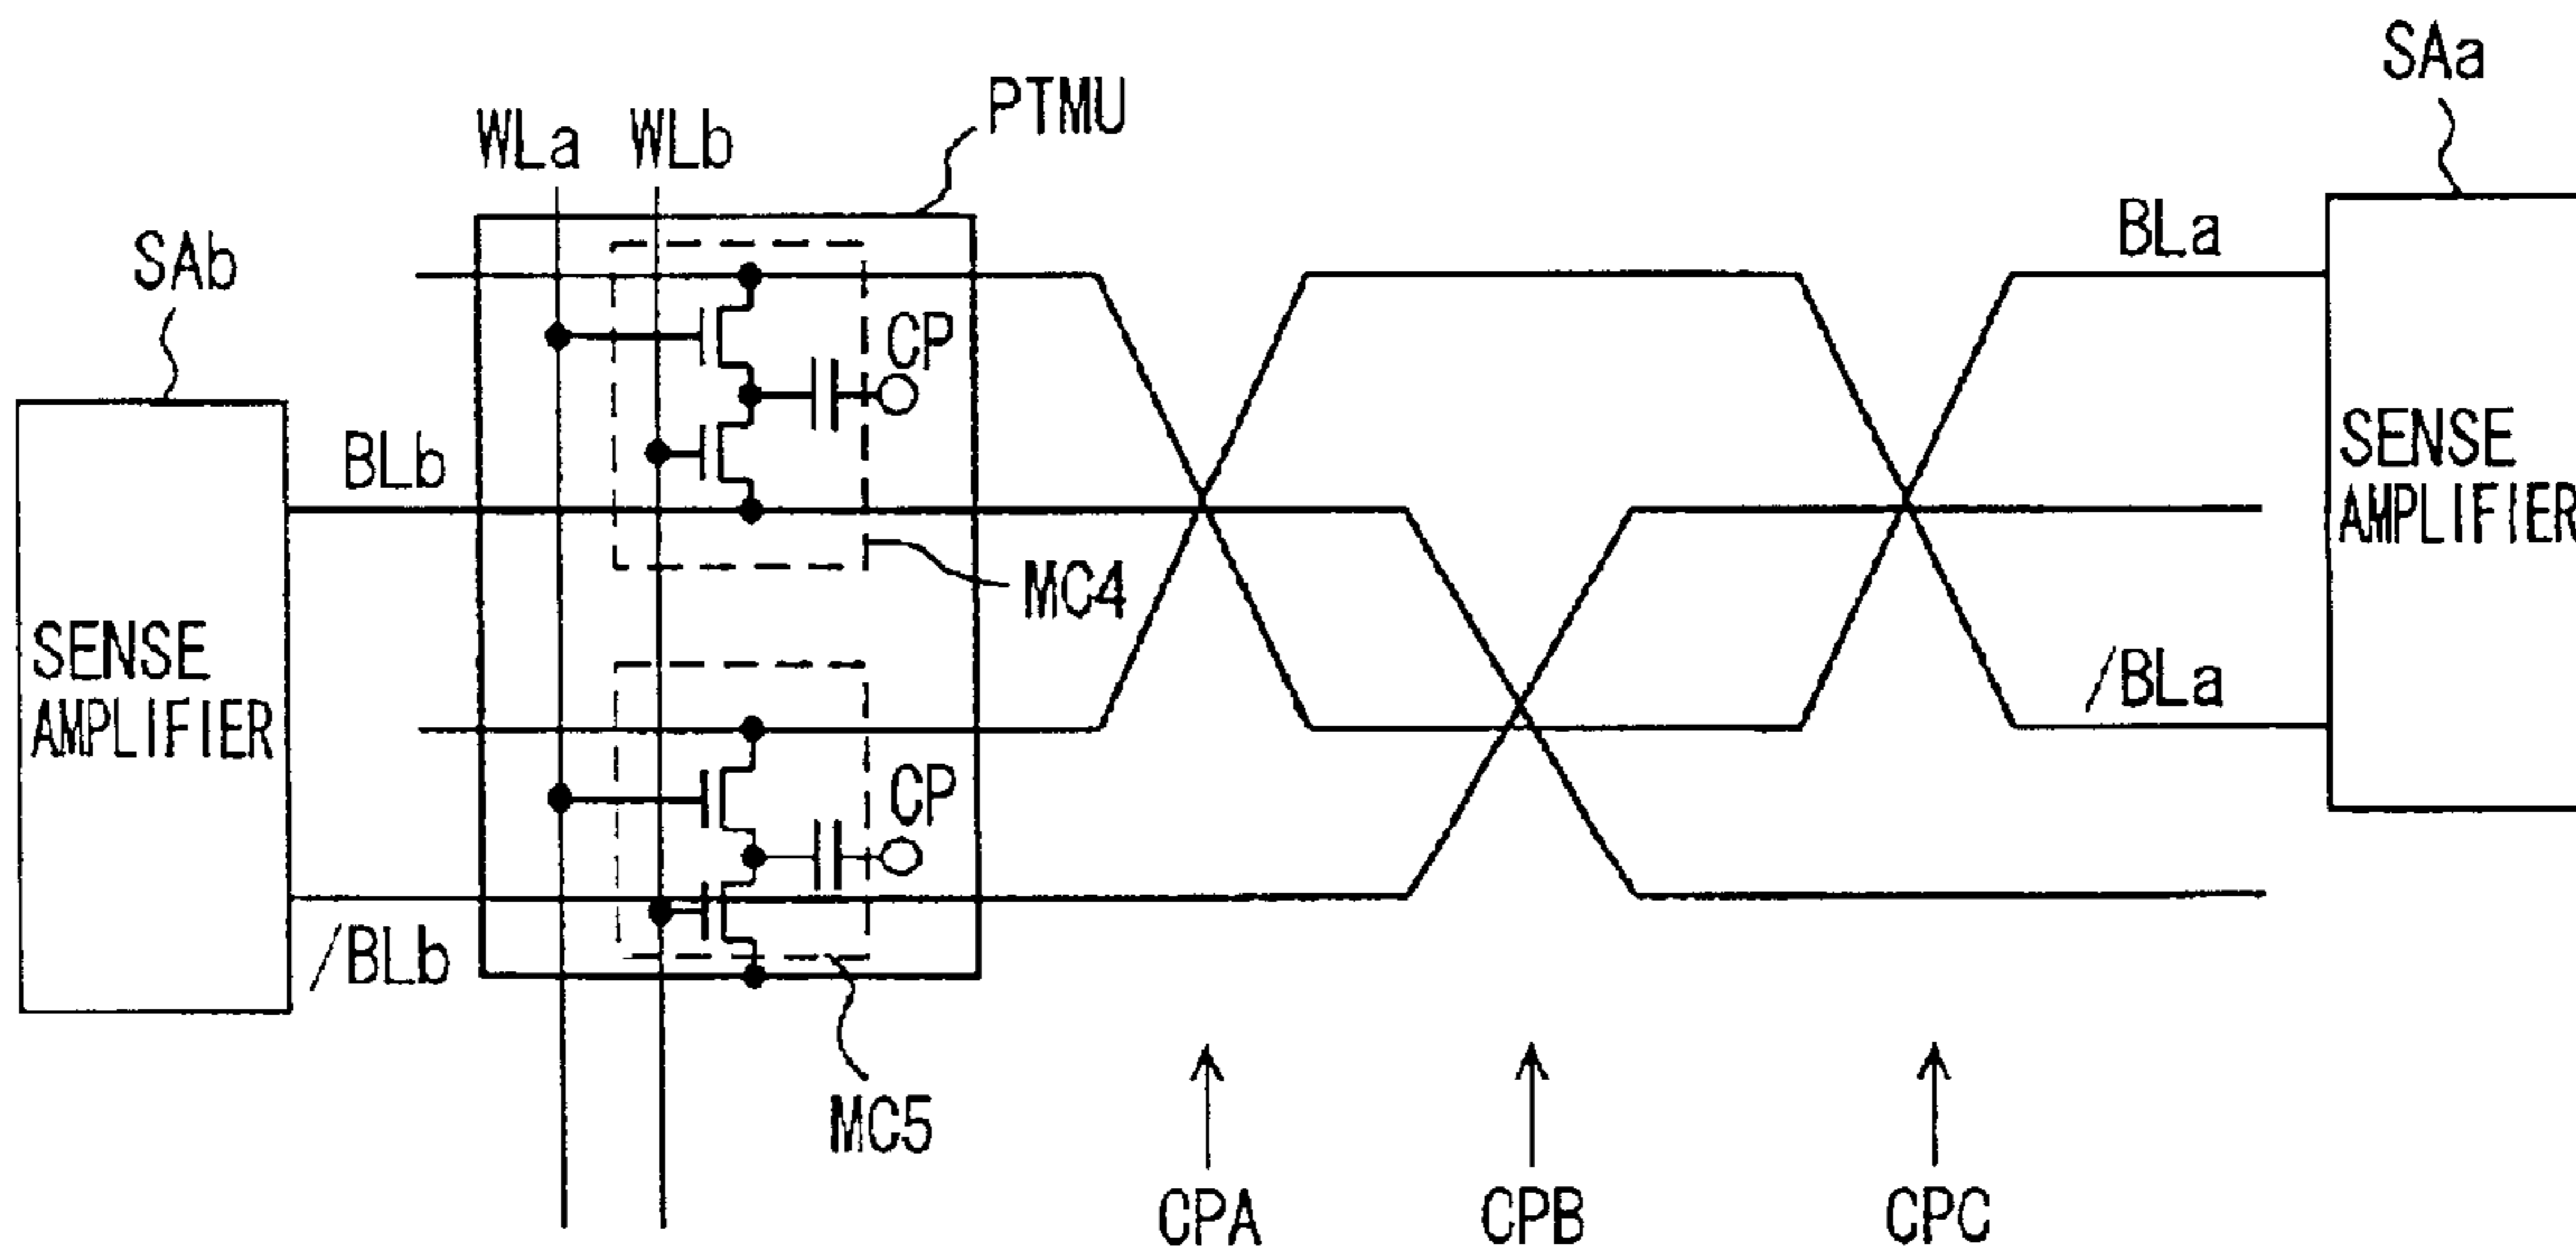 SAa
PTMU
WLa WLb
BLa
SAb
CP
SENSE
AMPLIFIER
BLb
MC4
SENSE
AMPLIFIER
/BLa
CP
/BLb
MC5
CPA
CPB
CPC